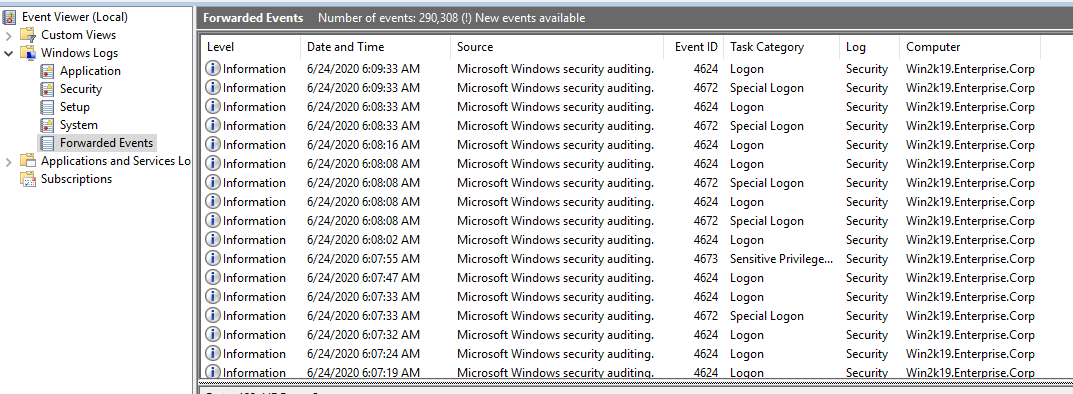 Event Viewer (Local)
Custom Views
Windows Logs
Application
Security
Setup
System
Forwarded Events
Applications and Services Lo
Subscriptions
Forwarded Events Number of events: 290,308 (!) New events available
Level Date and Time Source Event ID Task Category Log Computer
Information 6/24/2020 6:09:33 AM Microsoft Windows security auditing. 4624 Logon Security Win2k19.Enterprise.Corp
Information 6/24/2020 6:09:33 AM Microsoft Windows security auditing. 4672 Special Logon Security Win2k19.Enterprise.Corp
Information 6/24/2020 6:08:33 AM Microsoft Windows security auditing. 4624 Logon Security Win2k19.Enterprise.Corp
Information 6/24/2020 6:08:33 AM Microsoft Windows security auditing. 4672 Special Logon Security Win2k19.Enterprise.Corp
Information 6/24/2020 6:08:16 AM Microsoft Windows security auditing. 4624 Logon Security Win2k19.Enterprise.Corp
Information 6/24/2020 6:08:08 AM Microsoft Windows security auditing. 4624 Logon Security Win2k19.Enterprise.Corp
Information 6/24/2020 6:08:08 AM Microsoft Windows security auditing. 4672 Special Logon Security Win2k19.Enterprise.Corp
Information 6/24/2020 6:08:08 AM Microsoft Windows security auditing. 4624 Logon Security Win2k19.Enterprise.Corp
Information 6/24/2020 6:08:08 AM Microsoft Windows security auditing. 4672 Special Logon Security Win2k19.Enterprise.Corp
Information 6/24/2020 6:08:02 AM Microsoft Windows security auditing. 4624 Logon Security Win2k19.Enterprise.Corp
Information 6/24/2020 6:07:55 AM Microsoft Windows security auditing. 4673 Sensitive Privilege... Security Win2k19.Enterprise.Corp
Information 6/24/2020 6:07:47 AM Microsoft Windows security auditing. 4624 Logon Security Win2k19.Enterprise.Corp
Information 6/24/2020 6:07:33 AM Microsoft Windows security auditing. 4624 Logon Security Win2k19.Enterprise.Corp
Information 6/24/2020 6:07:33 AM Microsoft Windows security auditing. 4672 Special Logon Security Win2k19.Enterprise.Corp
Information 6/24/2020 6:07:32 AM Microsoft Windows security auditing. 4624 Logon Security Win2k19.Enterprise.Corp
Information 6/24/2020 6:07:24 AM Microsoft Windows security auditing. 4624 Logon Security Win2k19.Enterprise.Corp
Information 6/24/2020 6:07:19 AM Microsoft Windows security auditing. 4624 Logon Security Win2k19.Enterprise.Corp